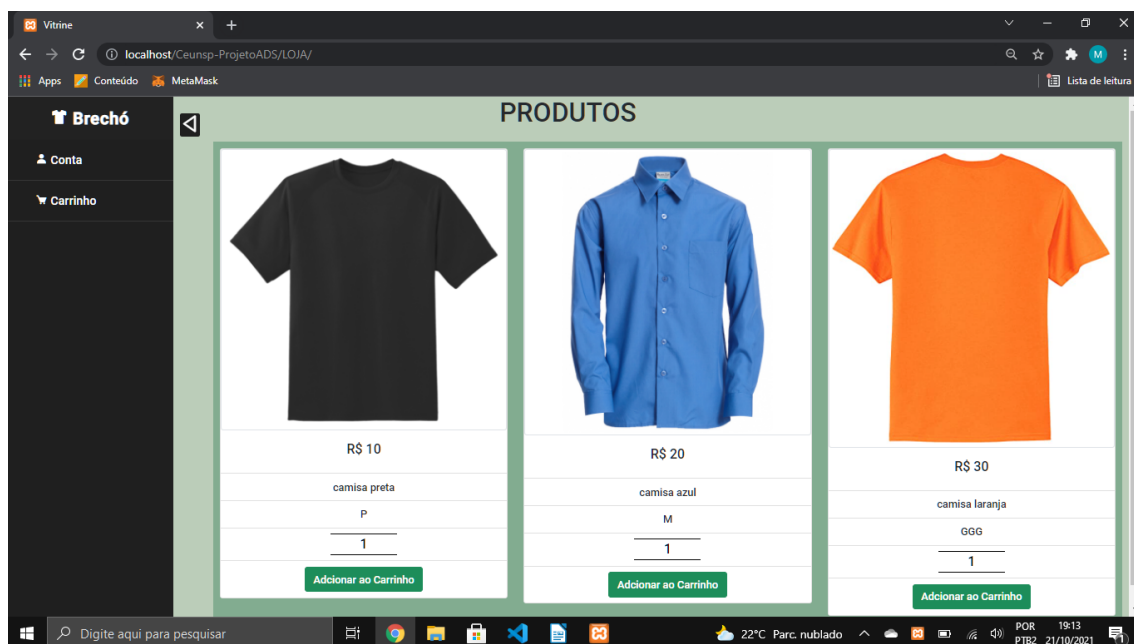 Vitrine
localhost/Ceunsp-ProjetoADS/LOJA/
M
Apps Conteúdo MetaMask Lista de leitura
Brechó
Conta
Carrinho
PRODUTOS
R$ 10
camisa preta
P
1
Adcionar ao Carrinho
R$ 20
camisa azul
M
1
Adcionar ao Carrinho
R$ 30
camisa laranja
GGG
1
Adcionar ao Carrinho
Digite aqui para pesquisar
22°C Parc. nublado
POR 19:13
PTB2 21/10/2021